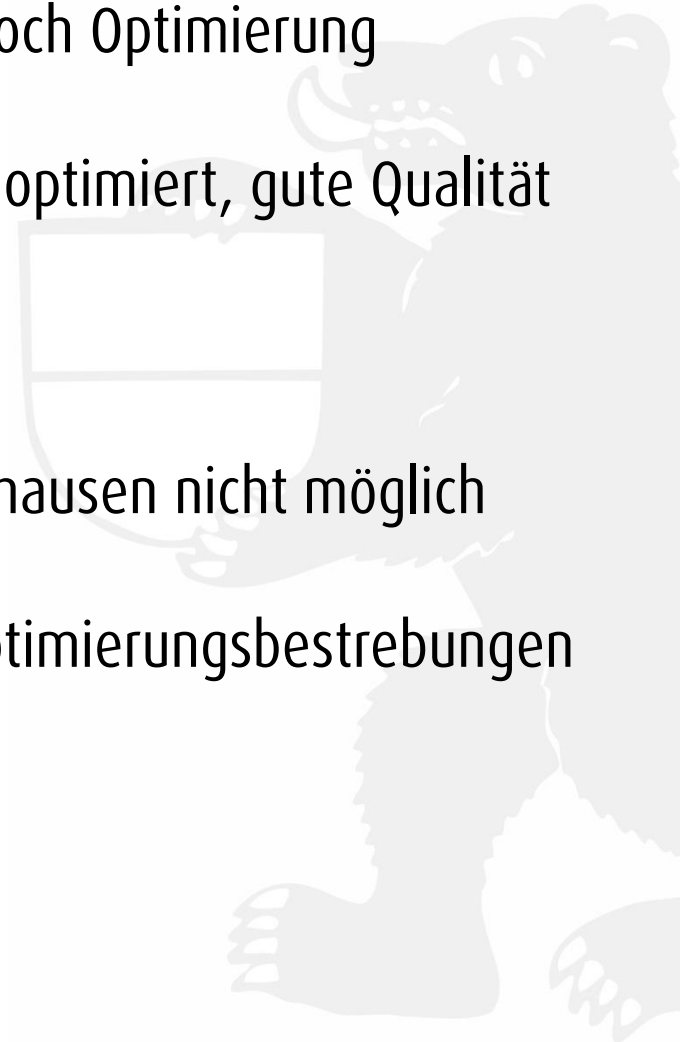 och Optimierung
optimiert, gute Qualität
hausen nicht möglich
timierungsbestrebungen